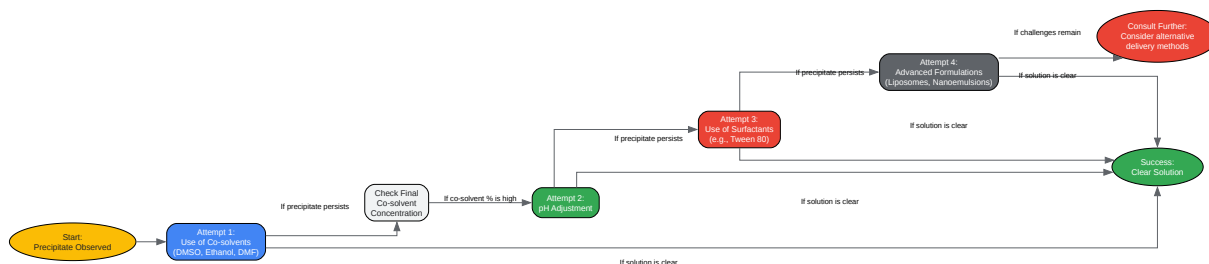 Start:
Precipitate Observed
Attempt 1:
Use of Co-solvents
(DMSO, Ethanol, DMF)
If precipitate persists
Check Final
Co-solvent
Concentration
If co-solvent % is high
Attempt 2:
pH Adjustment
If precipitate persists
Attempt 3:
Use of Surfactants
(e.g., Tween 80)
If precipitate persists
Attempt 4:
Advanced Formulations
(Liposomes, Nanoemulsions)
If challenges remain
Consult Further:
Consider alternative
delivery methods
If solution is clear
If solution is clear
If solution is clear
If solution is clear
Success:
Clear Solution